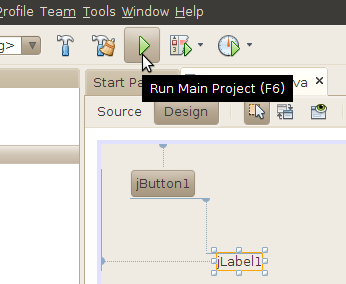 Profile Team Tools Window Help
g>
Start Pa
va
Run Main Project (F6)
Source Design
jButton1
jLabel1